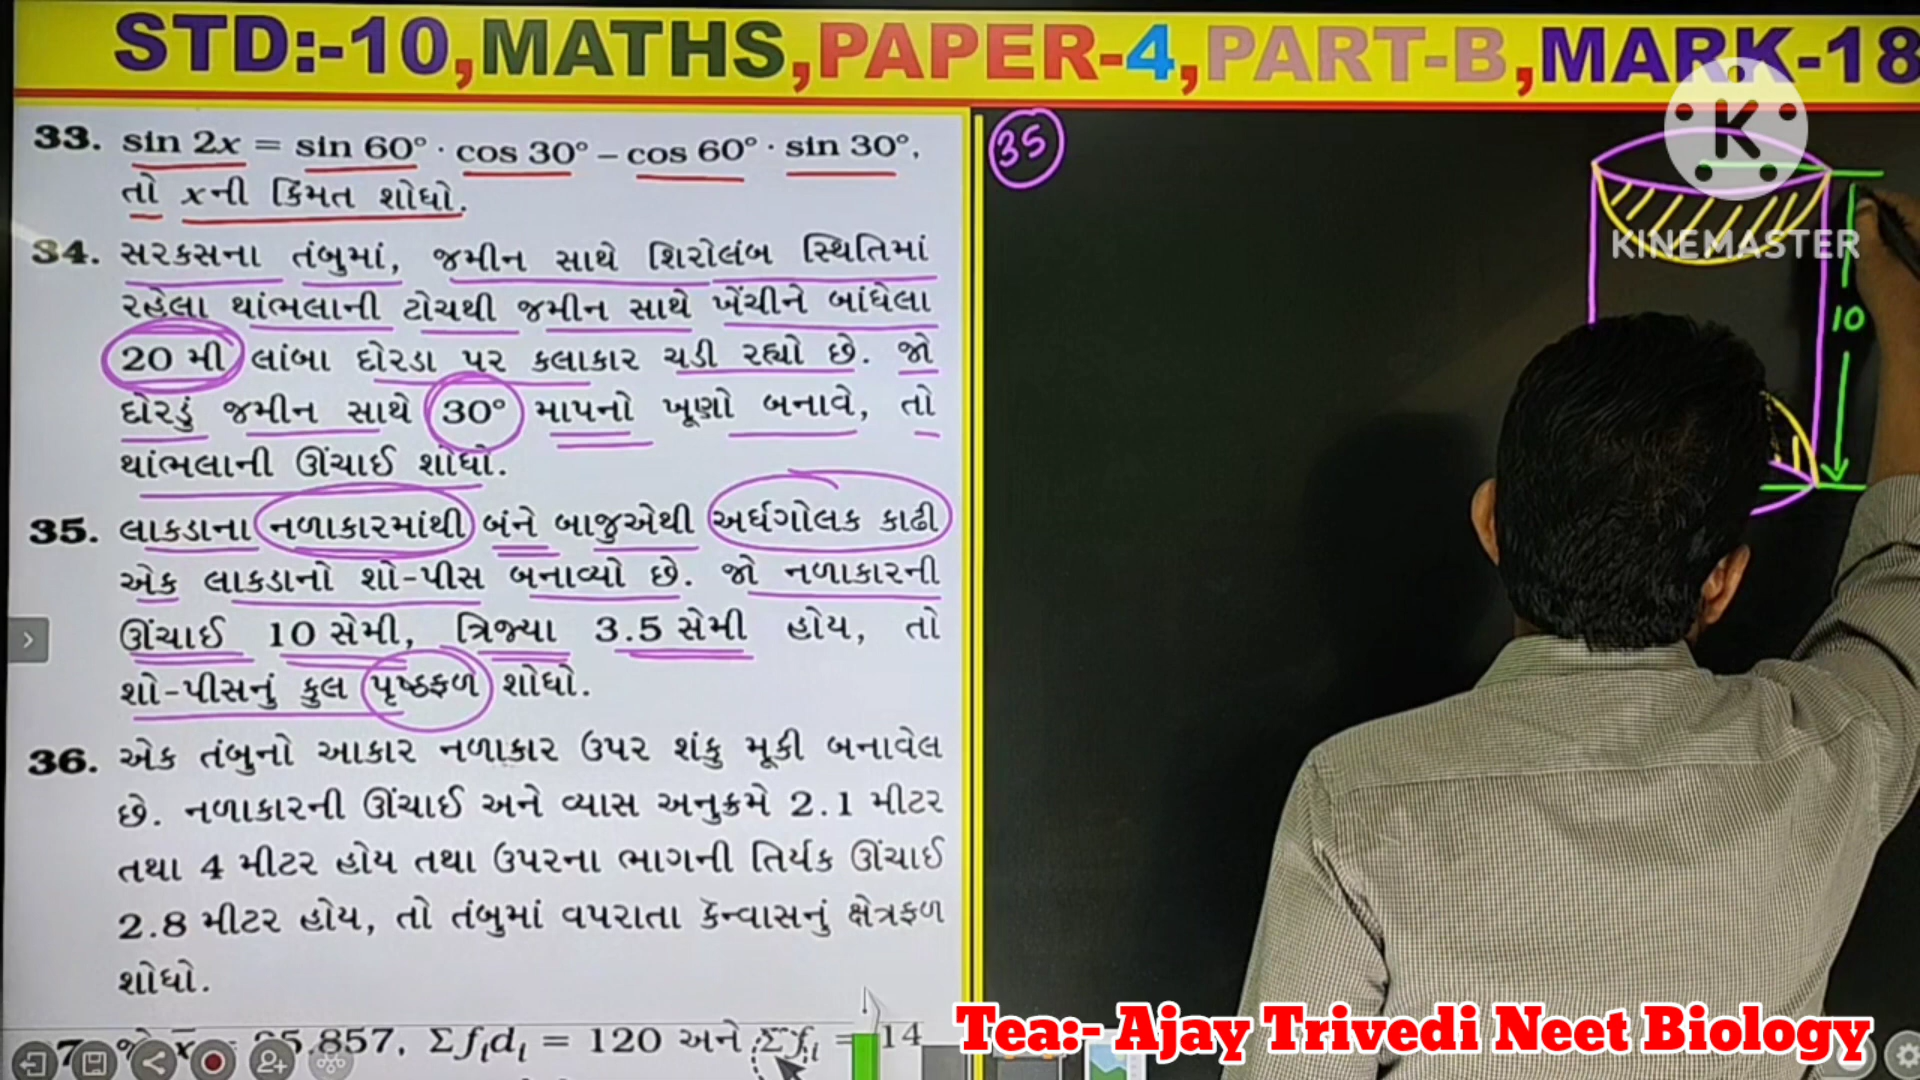 STD:-10,MATHS,PAPER-4,PART-B,MARK-18
33. sin 2x = sin 60° · cos 30° – cos 60° · sin 30°,
તો xની કિંમત શોધો.
34. સરકસના તંબુમાં, જમીન સાથે શિરોલંબ સ્થિતિમાં
રહેલા થાંભલાની ટોચથી જમીન સાથે ખેંચીને બાંધેલા
20 મી લાંબા દોરડા પર કલાકાર ચડી રહ્યો છે. જો
દોરડું જમીન સાથે 30° માપનો ખૂણો બનાવે, તો
થાંભલાની ઊંચાઈ શોધો.
35. લાકડાના નળાકારમાંથી બંને બાજુએથી અર્ધગોલક કાઢી
એક લાકડાનો શો-પીસ બનાવ્યો છે. જો નળાકારની
ઊંચાઈ 10 સેમી, ત્રિજ્યા 3.5 સેમી હોય, તો
શો-પીસનું કુલ પૃષ્ઠફળ શોધો.
36. એક તંબુનો આકાર નળાકાર ઉપર શંકુ મૂકી બનાવેલ
છે. નળાકારની ઊંચાઈ અને વ્યાસ અનુક્રમે 2.1 મીટર
તથા 4 મીટર હોય તથા ઉપરના ભાગની તિર્યક ઊંચાઈ
2.8 મીટર હોય, તો તંબુમાં વપરાતા કૅન્વાસનું ક્ષેત્રફળ
શોધો.
5.857, Σfᵢdᵢ = 120 અને Σfᵢ = 14
35
K
KINEMASTER
10
Tea:- Ajay Trivedi Neet Biology